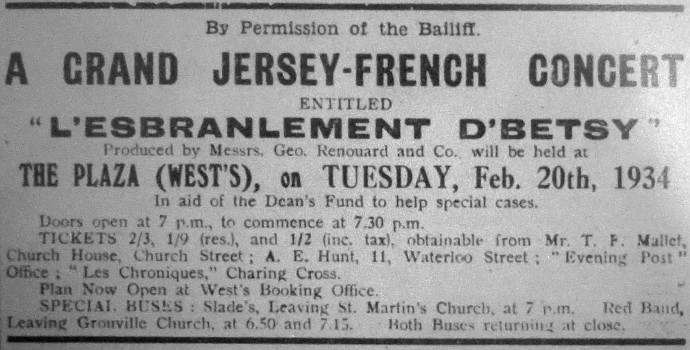 By Permission of the Bailiff.
A GRAND JERSEY-FRENCH CONCERT
ENTITLED
"L'ESBRANLEMENT D'BETSY"
Produced by Messrs. Geo. Renouard and Co. will be held at
THE PLAZA (WEST'S), on TUESDAY, Feb. 20th, 1934
In aid of the Dean's Fund to help special cases.
Doors open at 7 p.m., to commence at 7.30 p.m.
TICKETS 2/3, 1/9 (res.), and 1/2 (inc. tax), obtainable from Mr. T. F. Mallet,
Church House, Church Street; A. E. Hunt, 11, Waterloo Street; "Evening Post"
Office; "Les Chroniques," Charing Cross.
Plan Now Open at West's Booking Office.
SPECIAL BUSES: Slade's, Leaving St. Martin's Church, at 7 p.m. Red Band,
Leaving Grouville Church, at 6.50 and 7.15. Both Buses returning at close.